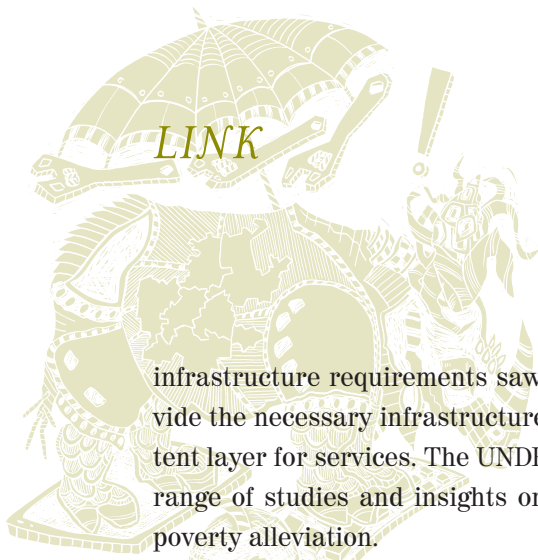 LINK
infrastructure requirements saw
vide the necessary infrastructure
tent layer for services. The
range of studies and insights
poverty alleviation.